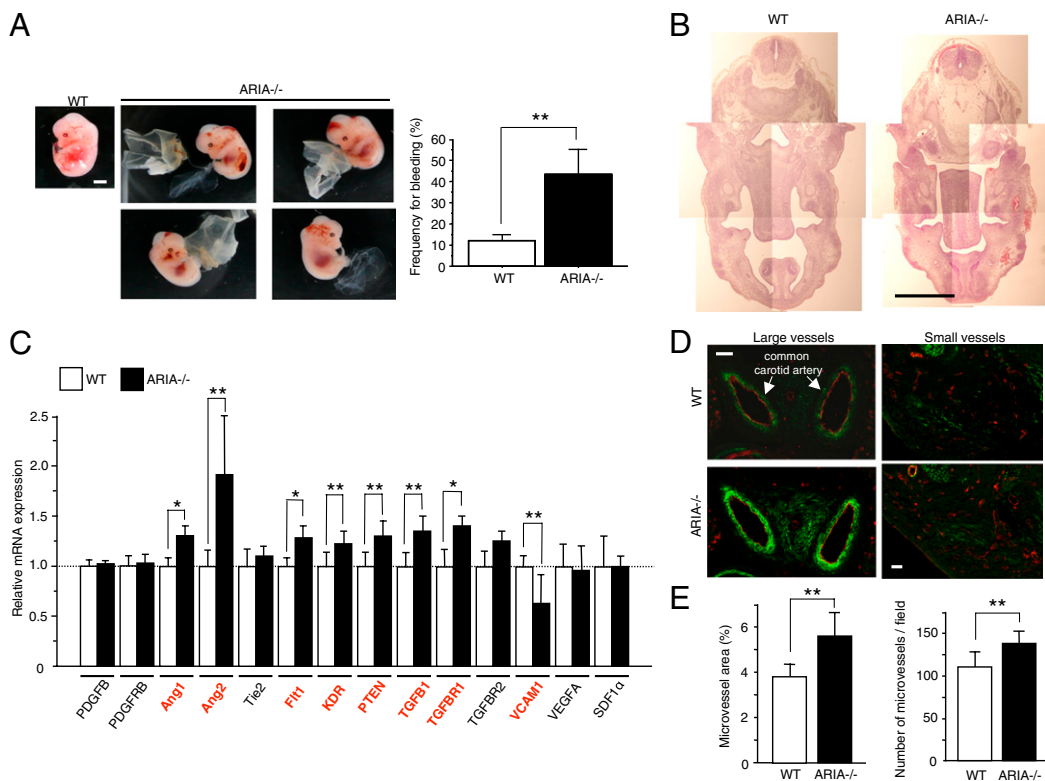 A
WT
ARIA-/-
Frequency for bleeding (%)
60
50
40
30
20
10
0
**
WT
ARIA-/-
B
WT
ARIA-/-
C
WT
ARIA-/-
Relative mRNA expression
2.5
2.0
1.5
1.0
0.5
0
*
**
*
**
**
**
*
**
PDGFB
PDGFRB
Ang1
Ang2
Tie2
Flt1
KDR
PTEN
TGFB1
TGFBR1
TGFBR2
VCAM1
VEGFA
SDF1α
D
Large vessels
Small vessels
common
carotid artery
WT
ARIA-/-
E
Microvessel area (%)
6
4
2
0
**
WT
ARIA-/-
Number of microvessels / field
150
100
50
0
**
WT
ARIA-/-